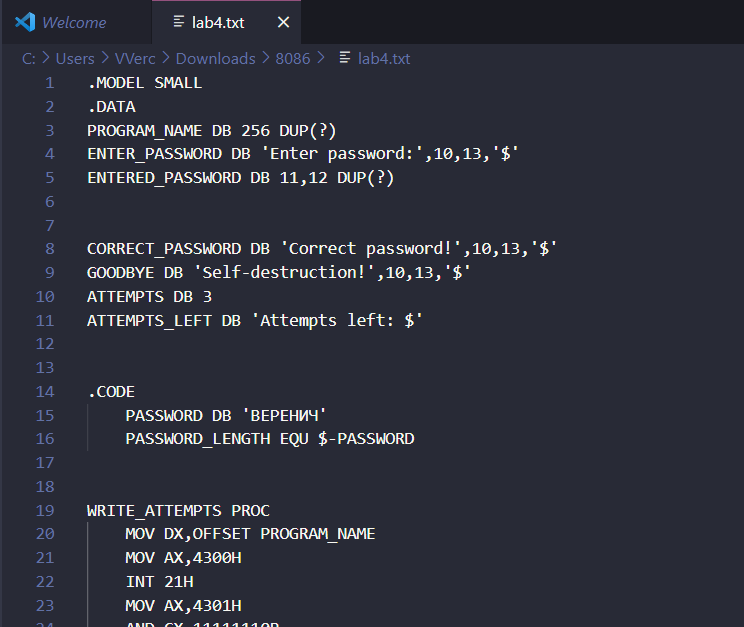 Welcome lab4.txt
C: > Users > VVerc > Downloads > 8086 > lab4.txt
1 .MODEL SMALL
2 .DATA
3 PROGRAM_NAME DB 256 DUP(?)
4 ENTER_PASSWORD DB 'Enter password:',10,13,'$'
5 ENTERED_PASSWORD DB 11,12 DUP(?)
6
7
8 CORRECT_PASSWORD DB 'Correct password!',10,13,'$'
9 GOODBYE DB 'Self-destruction!',10,13,'$'
10 ATTEMPTS DB 3
11 ATTEMPTS_LEFT DB 'Attempts left: $'
12
13
14 .CODE
15 PASSWORD DB 'ВЕРЕНИЧ'
16 PASSWORD_LENGTH EQU $-PASSWORD
17
18
19 WRITE_ATTEMPTS PROC
20 MOV DX,OFFSET PROGRAM_NAME
21 MOV AX,4300H
22 INT 21H
23 MOV AX,4301H
24 AND CX,11111110B